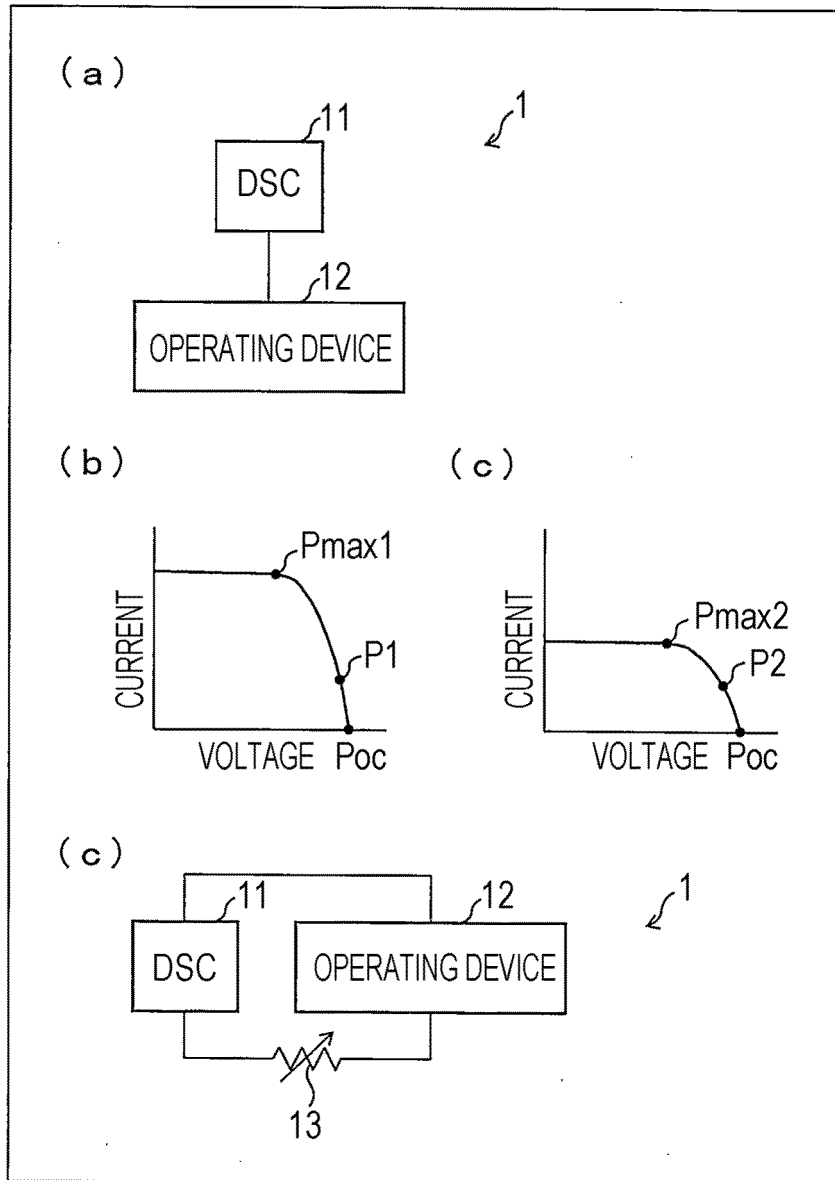 (a)
1
11
DSC
12
OPERATING DEVICE
(b)
(c)
Pmax1
P1
CURRENT
VOLTAGE Poc
Pmax2
P2
CURRENT
VOLTAGE Poc
(c)
1
11
12
DSC
OPERATING DEVICE
13